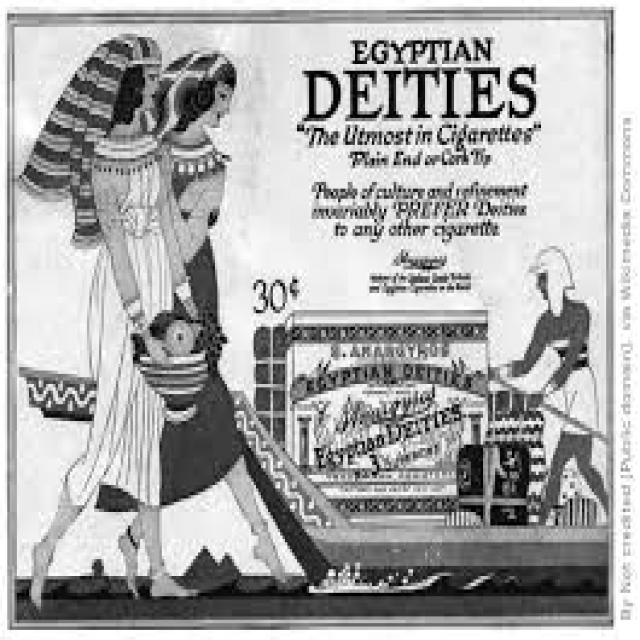 EGYPTIAN
DEITIES
"The Utmost in Cigarettes"
Plain End or Cork Tip
People of culture and refinement
invariably PREFER Deities
to any other cigarette
30¢
S. ANARGYROS
EGYPTIAN DEITIES
Egyptian DEITIES
By Not credited [Public domain], via Wikimedia Commons